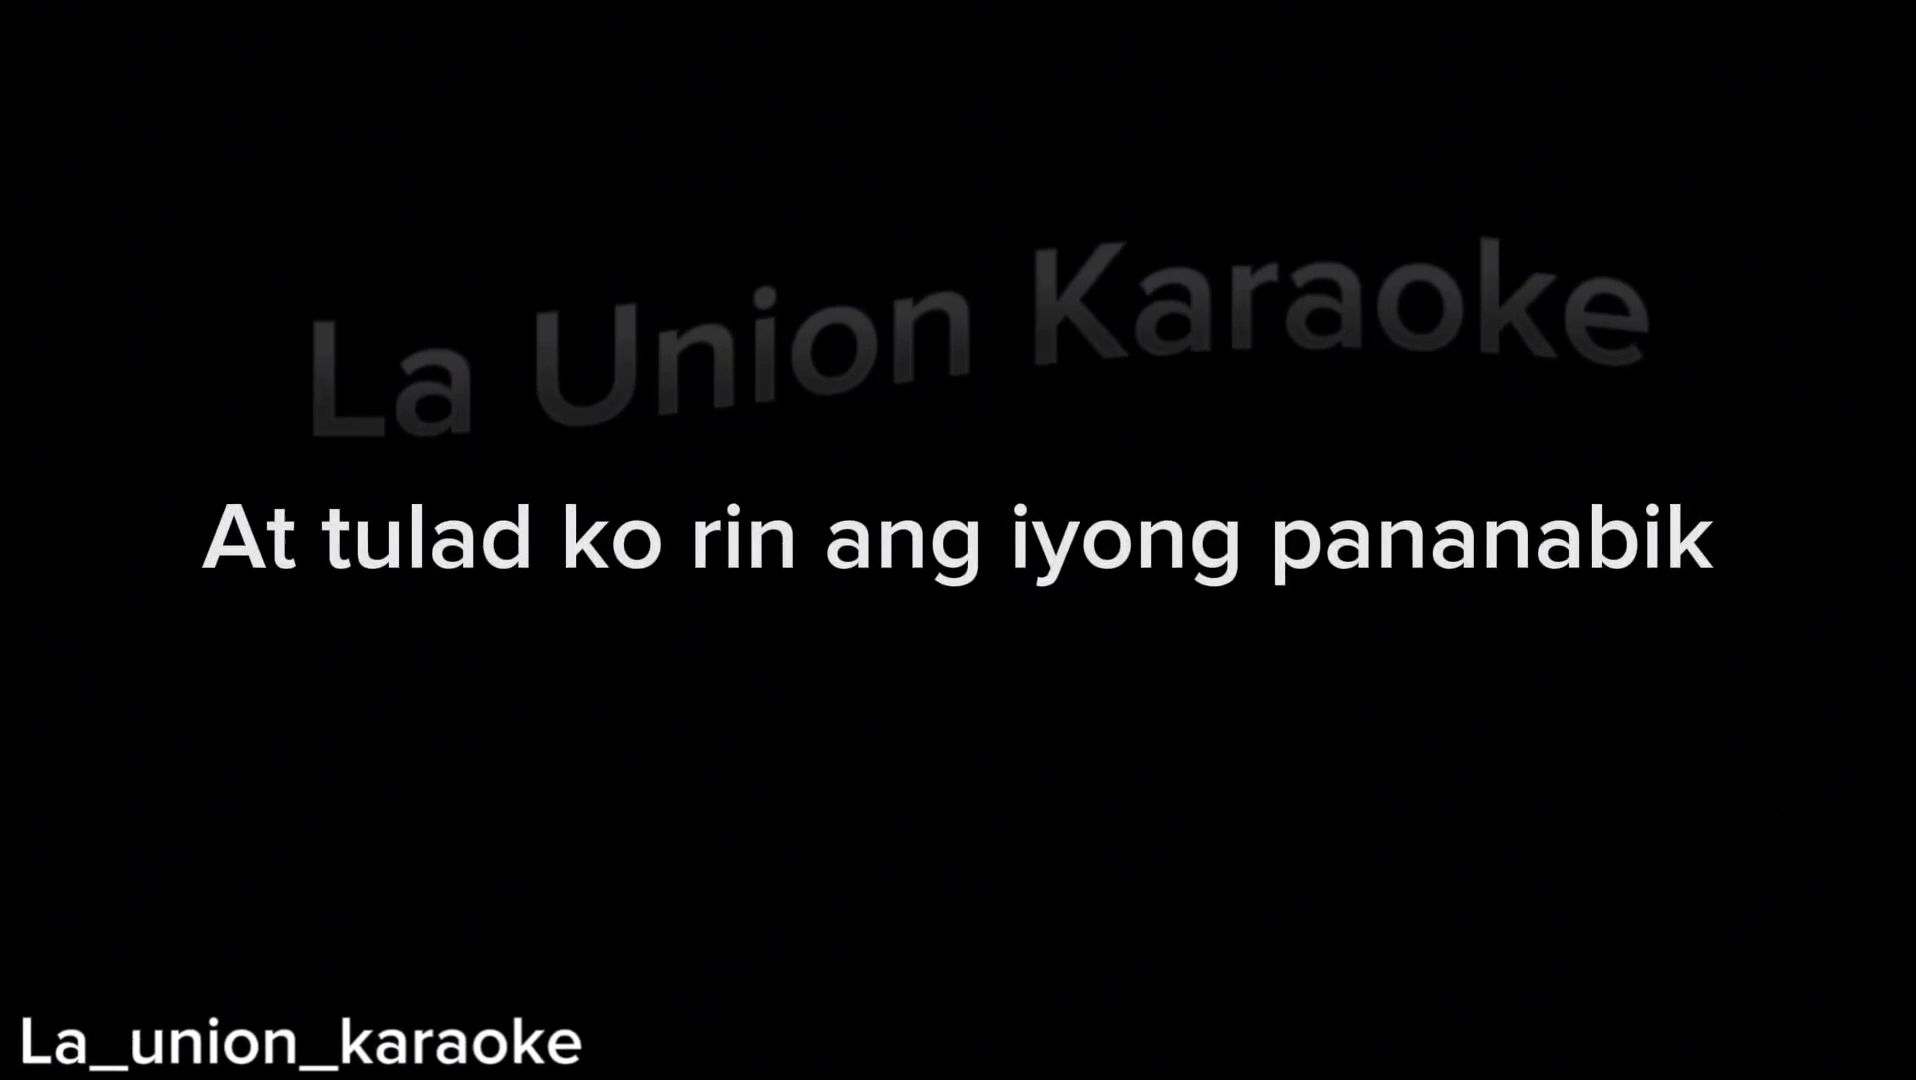 La Union Karaoke
At tulad ko rin ang iyong pananabik
La_union_karaoke